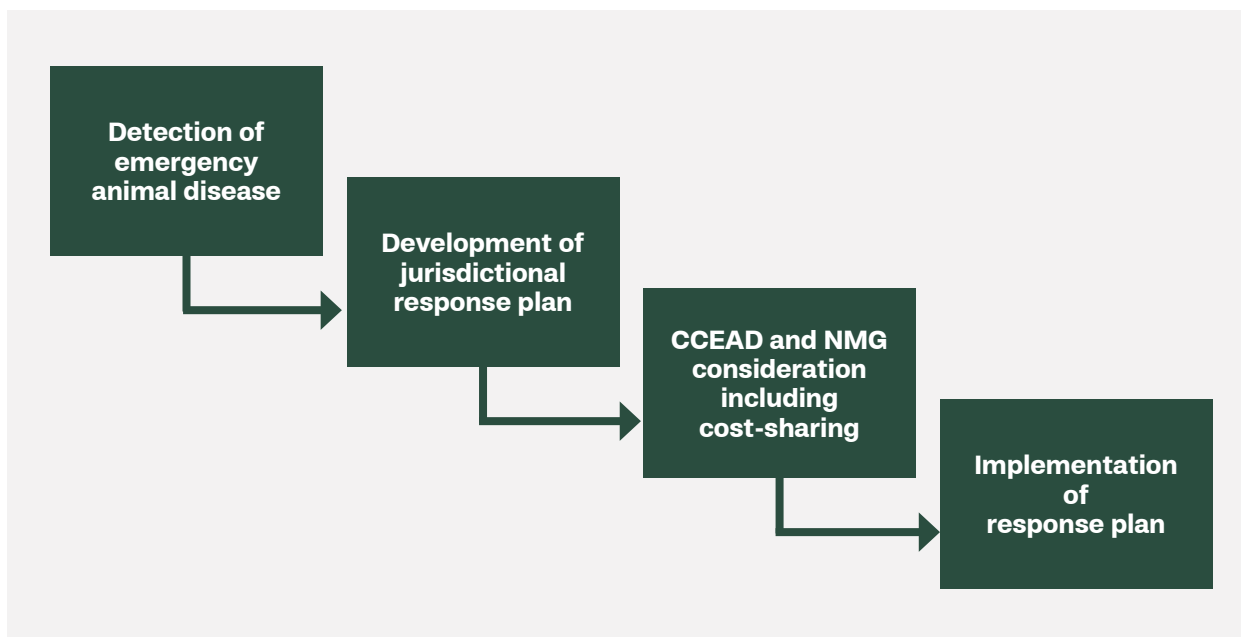 Detection of
emergency
animal disease
Development of
jurisdictional
response plan
CCEAD and NMG
consideration
including
cost-sharing
Implementation
of
response plan